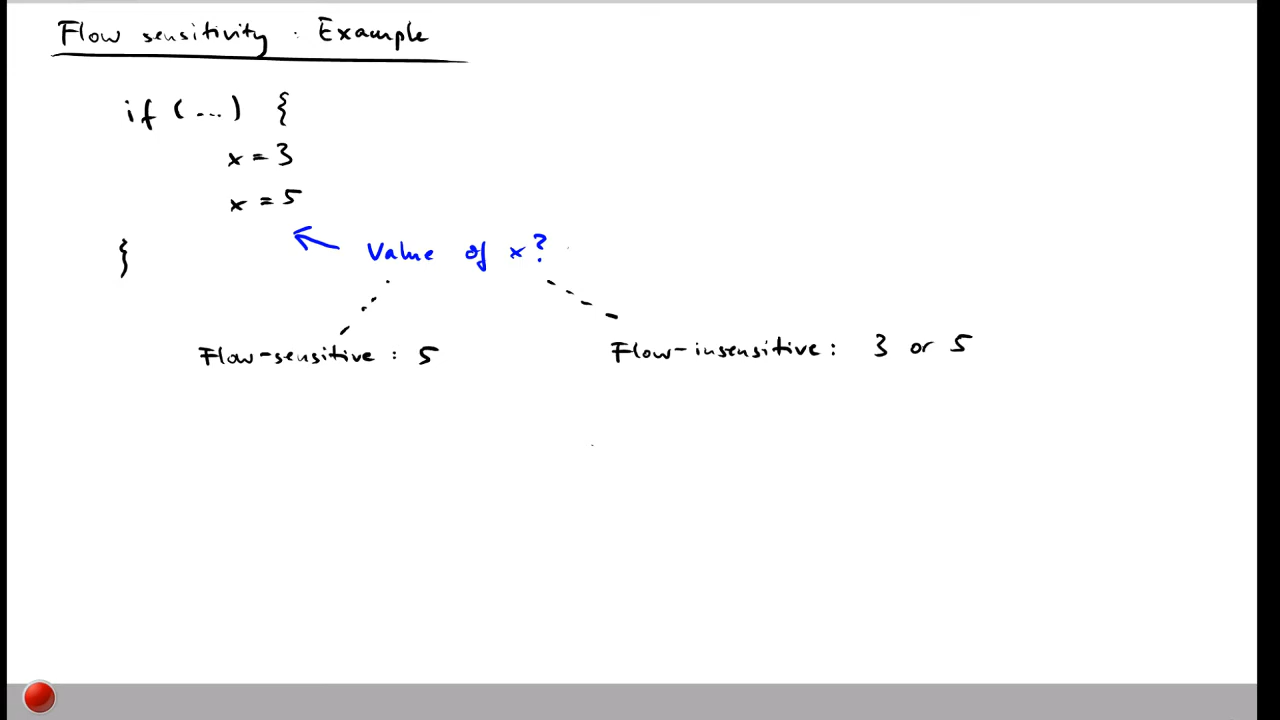 Flow sensitivity : Example
if (...) {
x = 3
x = 5
} Value of x?
Flow-sensitive : 5 Flow-insensitive : 3 or 5